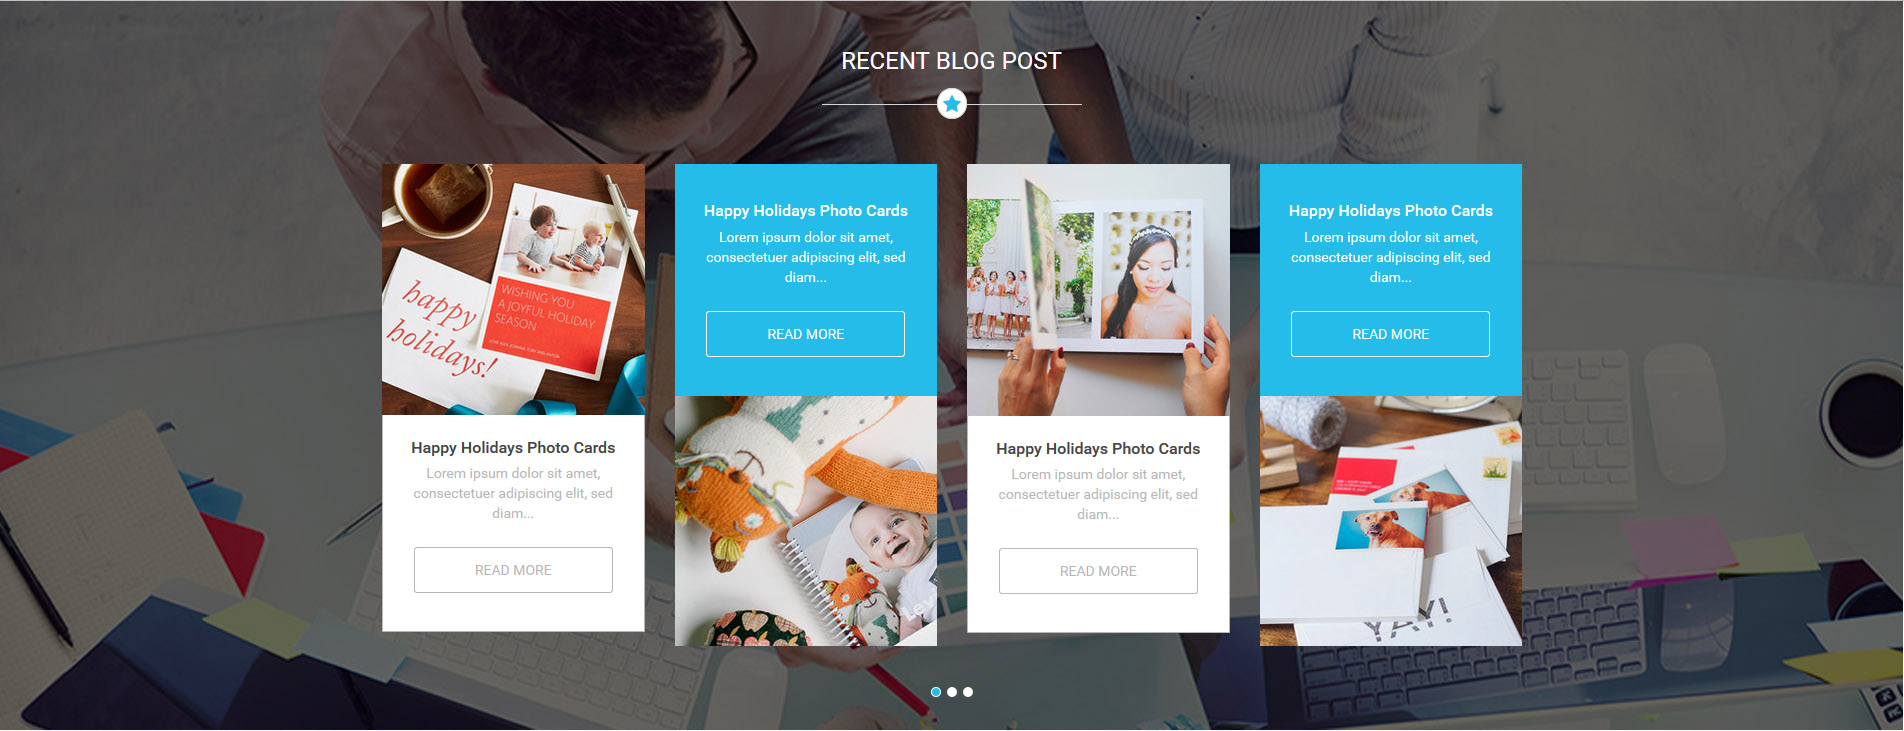 RECENT BLOG POST
happy
holidays!
WISHING YOU
A JOYFUL HOLIDAY
SEASON
Happy Holidays Photo Cards
Lorem ipsum dolor sit amet,
consectetuer adipiscing elit, sed
diam...
READ MORE
Happy Holidays Photo Cards
Lorem ipsum dolor sit amet,
consectetuer adipiscing elit, sed
diam...
READ MORE
Happy Holidays Photo Cards
Lorem ipsum dolor sit amet,
consectetuer adipiscing elit, sed
diam...
READ MORE
Happy Holidays Photo Cards
Lorem ipsum dolor sit amet,
consectetuer adipiscing elit, sed
diam...
READ MORE
YAY!